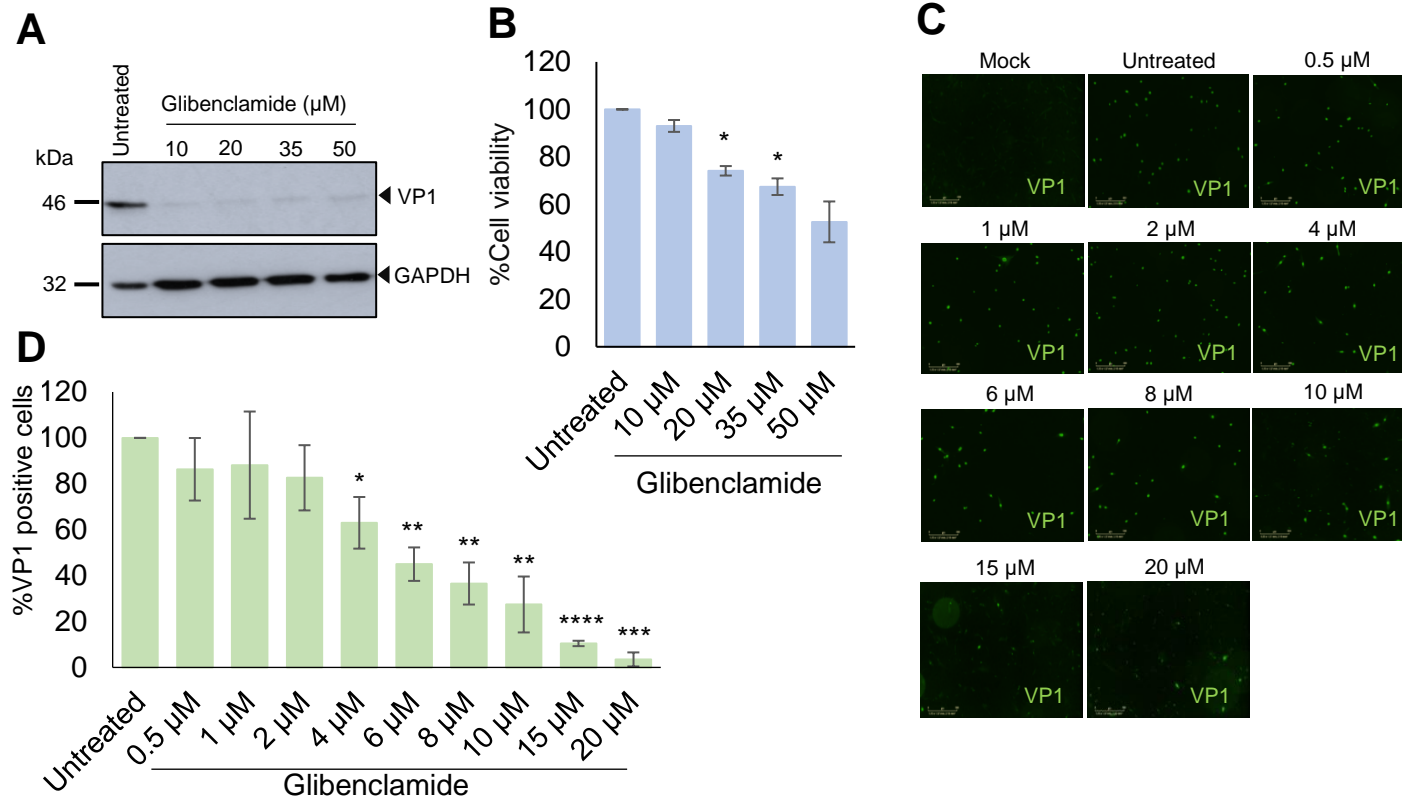 A
Untreated
Glibenclamide (µM)
10 20 35 50
kDa
46
VP1
32
GAPDH
B
120
100
80
60
40
20
0
%Cell viability
*
*
Untreated
10 µM
20 µM
35 µM
50 µM
Glibenclamide
C
Mock Untreated 0.5 µM
VP1 VP1 VP1
1 µM 2 µM 4 µM
VP1 VP1 VP1
6 µM 8 µM 10 µM
VP1 VP1 VP1
15 µM 20 µM
VP1 VP1
D
120
100
80
60
40
20
0
%VP1 positive cells
*
**
**
**
****
***
Untreated
0.5 µM
1 µM
2 µM
4 µM
6 µM
8 µM
10 µM
15 µM
20 µM
Glibenclamide